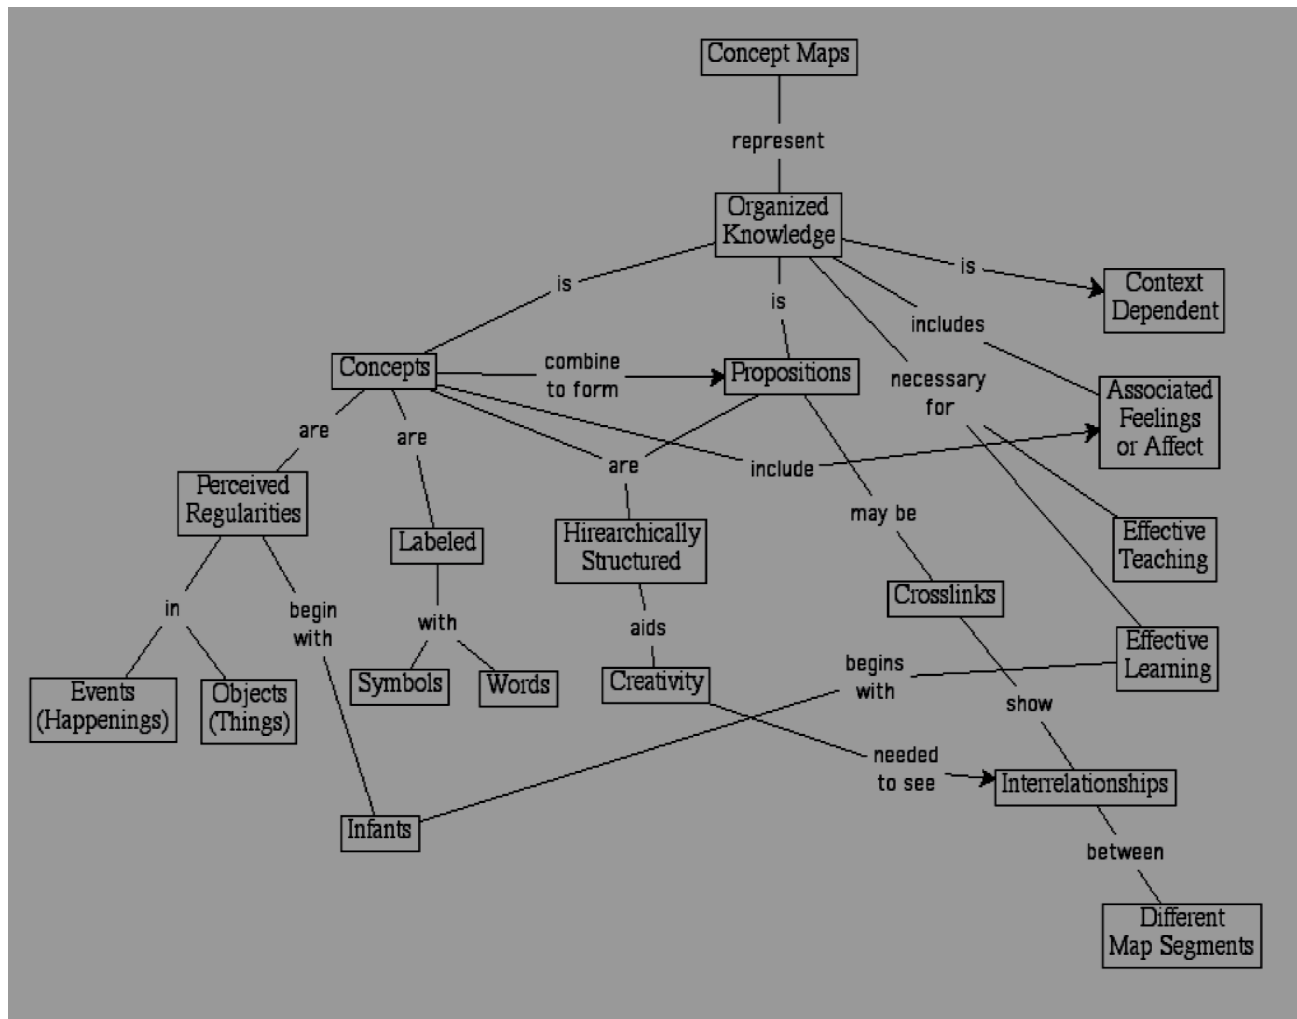 Concept Maps
represent
Organized
Knowledge
is
is
is
Context
Dependent
includes
Concepts
combine
to form
Propositions
necessary
for
Associated
Feelings
or Affect
are
are
are
include
Perceived
Regularities
Labeled
Hirearchically
Structured
may be
Effective
Teaching
Crosslinks
in
begin
with
with
aids
Effective
Learning
begins
with
Events
(Happenings)
Objects
(Things)
Symbols
Words
Creativity
show
needed
to see
Interrelationships
Infants
between
Different
Map Segments